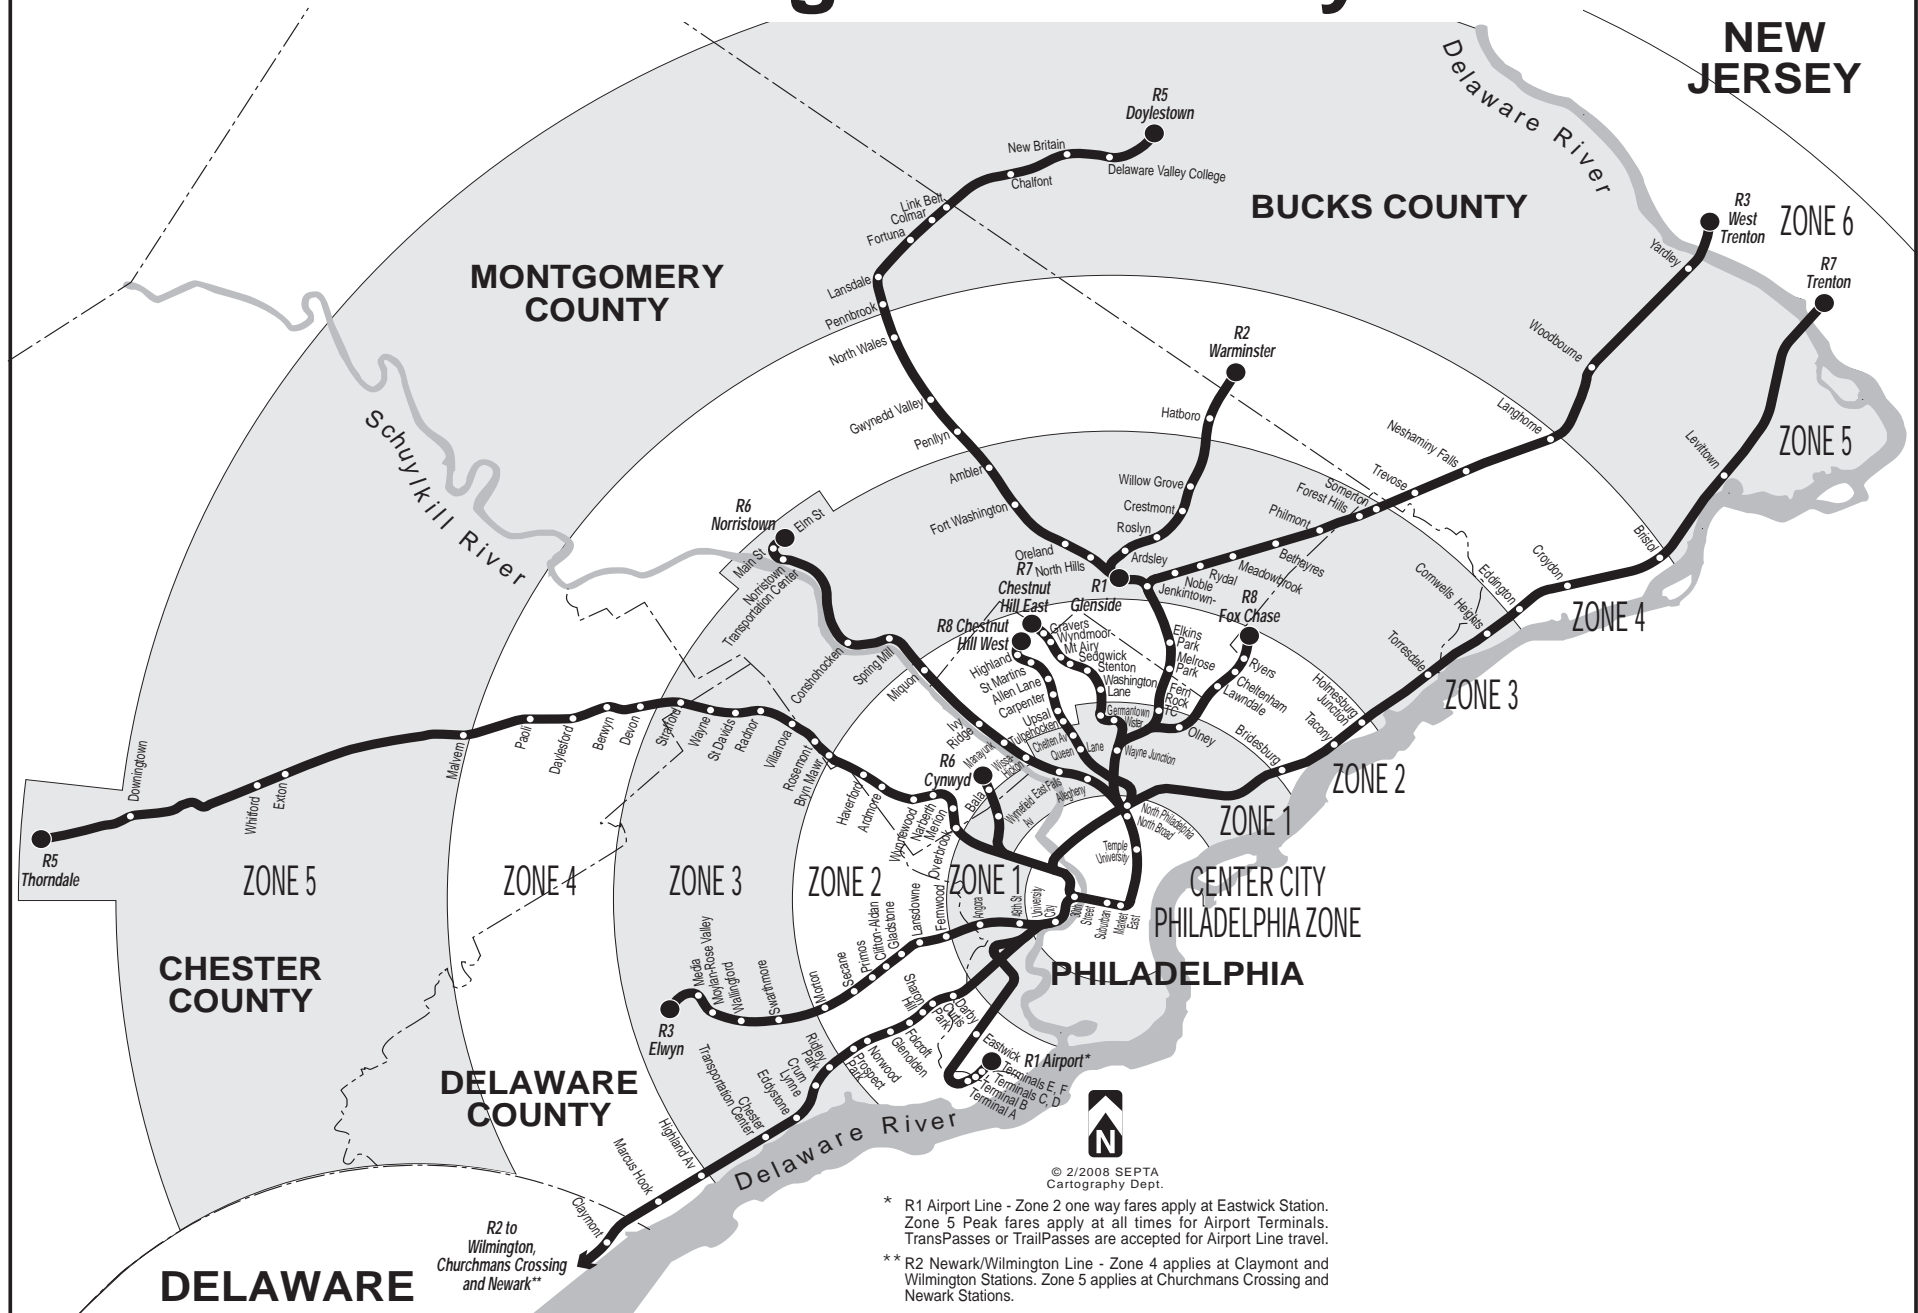 NEW
JERSEY
Delaware River
R5
Doylestown
New Britain
Chalfont
Delaware Valley College
Link Belt
Colmar
Fortuna
BUCKS COUNTY
R3
West
Trenton
ZONE 6
Yardley
R7
Trenton
MONTGOMERY
COUNTY
Lansdale
Pennbrook
North Wales
R2
Warminster
Woodbourne
Hatboro
Gwynedd Valley
Penllyn
Langhorne
Neshaminy Falls
Levittown
ZONE 5
Schuylkill River
Ambler
Willow Grove
Trevose
Somerton
Forest Hills
Crestmont
Fort Washington
R6
Norristown
Elm St
Philmont
Roslyn
Bristol
Main St
Norristown
Transportation Center
Oreland
North Hills
Ardsley
Bethayres
Meadowbrook
Rydal
Noble
Jenkintown-
Croydon
Eddington
Cornwells Heights
R7
Chestnut
Hill East
R1
Glenside
R8
Fox Chase
ZONE 4
R8 Chestnut
Hill West
Gravers
Wyndmoor
Mt Airy
Sedgwick
Stenton
Washington
Lane
Germantown
Wister
Elkins
Park
Melrose
Park
Fern
Rock
TC
Ryers
Cheltenham
Lawndale
Olney
Torresdale
Holmesburg
Junction
Tacony
ZONE 3
Conshohocken
Spring Mill
Miquon
Highland
St Martins
Allen Lane
Carpenter
Upsal
Tulpehocken
Chelten Av
Queen Lane
Wayne Junction
Bridesburg
Ivy
Ridge
Manayunk
Wissa-
hickon
East Falls
Allegheny
ZONE 2
Downingtown
Whitford
Exton
Malvern
Paoli
Daylesford
Berwyn
Devon
Strafford
Wayne
St Davids
Radnor
Villanova
Rosemont
Bryn Mawr
Haverford
Ardmore
Wynnewood
Narberth
Merion
Overbrook
R6
Cynwyd
Bala
Wynnefield
Av
North Philadelphia
North Broad
ZONE 1
Temple
University
R5
Thorndale
ZONE 5
ZONE 4
ZONE 3
ZONE 2
ZONE 1
CENTER CITY
PHILADELPHIA ZONE
University
City
30th
Street
Suburban
Market
East
49th St
Angora
Fernwood
Lansdowne
Gladstone
Clifton-Aldan
Primos
Secane
Morton
Swarthmore
Wallingford
Moylan-Rose Valley
Media
R3
Elwyn
PHILADELPHIA
CHESTER
COUNTY
Darby
Curtis
Park
Sharon
Hill
Folcroft
Glenolden
Norwood
Prospect
Park
Ridley
Park
Crum
Lynne
Eddystone
Chester
Transportation Center
Highland Av
Marcus Hook
Claymont
Eastwick
R1 Airport*
Terminals E, F
Terminals C, D
Terminal B
Terminal A
DELAWARE
COUNTY
Delaware River
N
© 2/2008 SEPTA
Cartography Dept.
R2 to
Wilmington,
Churchmans Crossing
and Newark**
DELAWARE
* R1 Airport Line - Zone 2 one way fares apply at Eastwick Station.
Zone 5 Peak fares apply at all times for Airport Terminals.
TransPasses or TrailPasses are accepted for Airport Line travel.
** R2 Newark/Wilmington Line - Zone 4 applies at Claymont and
Wilmington Stations. Zone 5 applies at Churchmans Crossing and
Newark Stations.